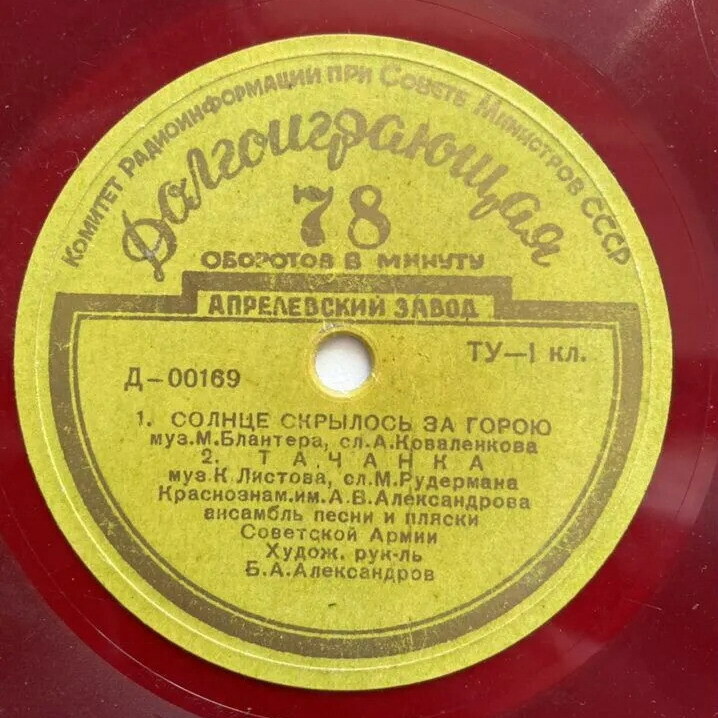 Комитет Радиоинформации при Совете Министров СССР
Долгоиграющая
78
ОБОРОТОВ В МИНУТУ
АПРЕЛЕВСКИЙ ЗАВОД
Д-00169
ТУ-1 кл.
1. СОЛНЦЕ СКРЫЛОСЬ ЗА ГОРОЮ
муз.М.Блантера, сл.А.Коваленкова
2. ТАЧАНКА
муз.К Листова, сл.М.Рудермана
Краснознам.им.А.В.Александрова
ансамбль песни и пляски
Советской Армии
Худож. рук-ль
Б.А.Александров